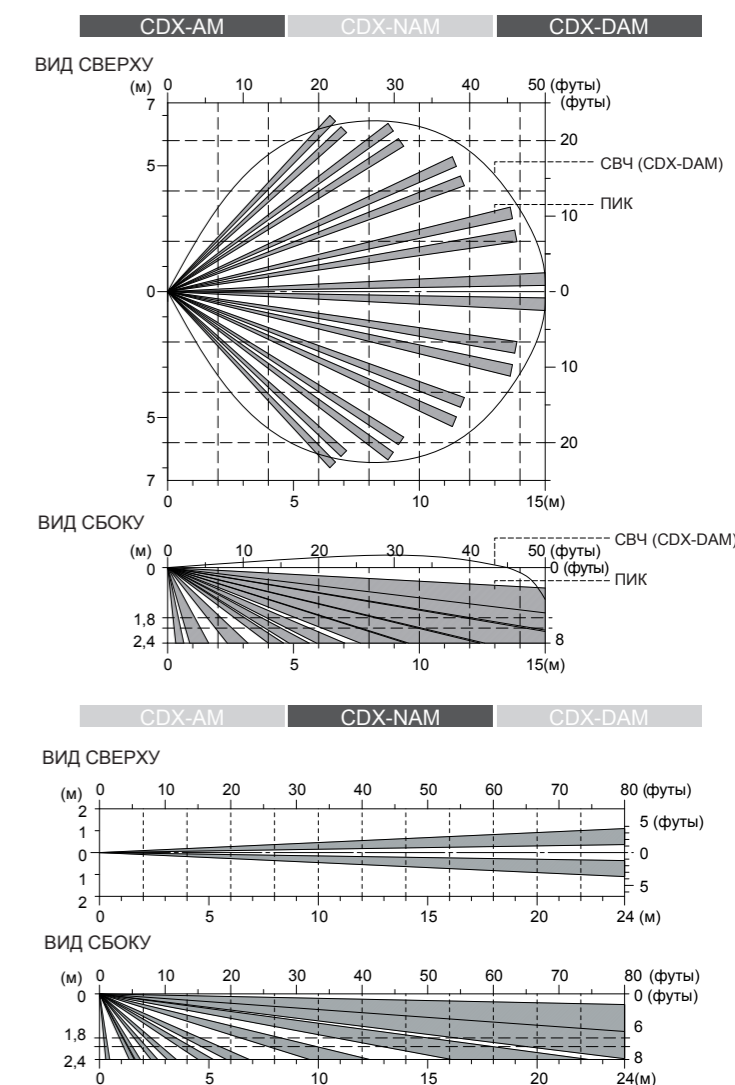 CDX-AM CDX-NAM CDX-DAM
ВИД СВЕРХУ
(м) 0 10 20 30 40 50 (футы)
7 (футы)
20
5 СВЧ (CDX-DAM)
ПИК
10
0 0
10
5
20
7
0 5 10 15(м)
ВИД СБОКУ
СВЧ (CDX-DAM)
(м) 0 10 20 30 40 50 (футы)
0 0 (футы)
ПИК
1,8
2,4 8
0 5 10 15(м)
CDX-AM CDX-NAM CDX-DAM
ВИД СВЕРХУ
(м) 0 10 20 30 40 50 60 70 80 (футы)
2
1 5 (футы)
0 0
1
5
2
0 5 10 15 20 24 (м)
ВИД СБОКУ
(м) 0 10 20 30 40 50 60 70 80 (футы)
0 0 (футы)
6
1,8
2,4 8
0 5 10 15 20 24(м)